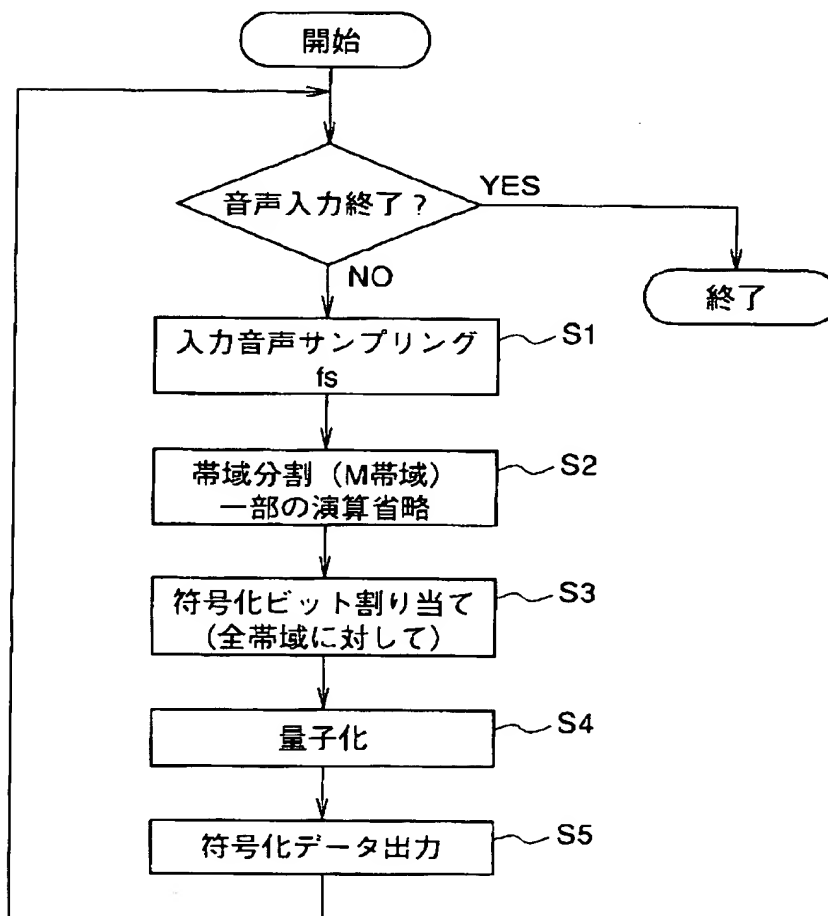 開始
音声入力終了?
YES
NO
終了
入力音声サンプリング
fs
S1
帯域分割(M帯域)
一部の演算省略
S2
符号化ビット割り当て
(全帯域に対して)
S3
量子化
S4
符号化データ出力
S5